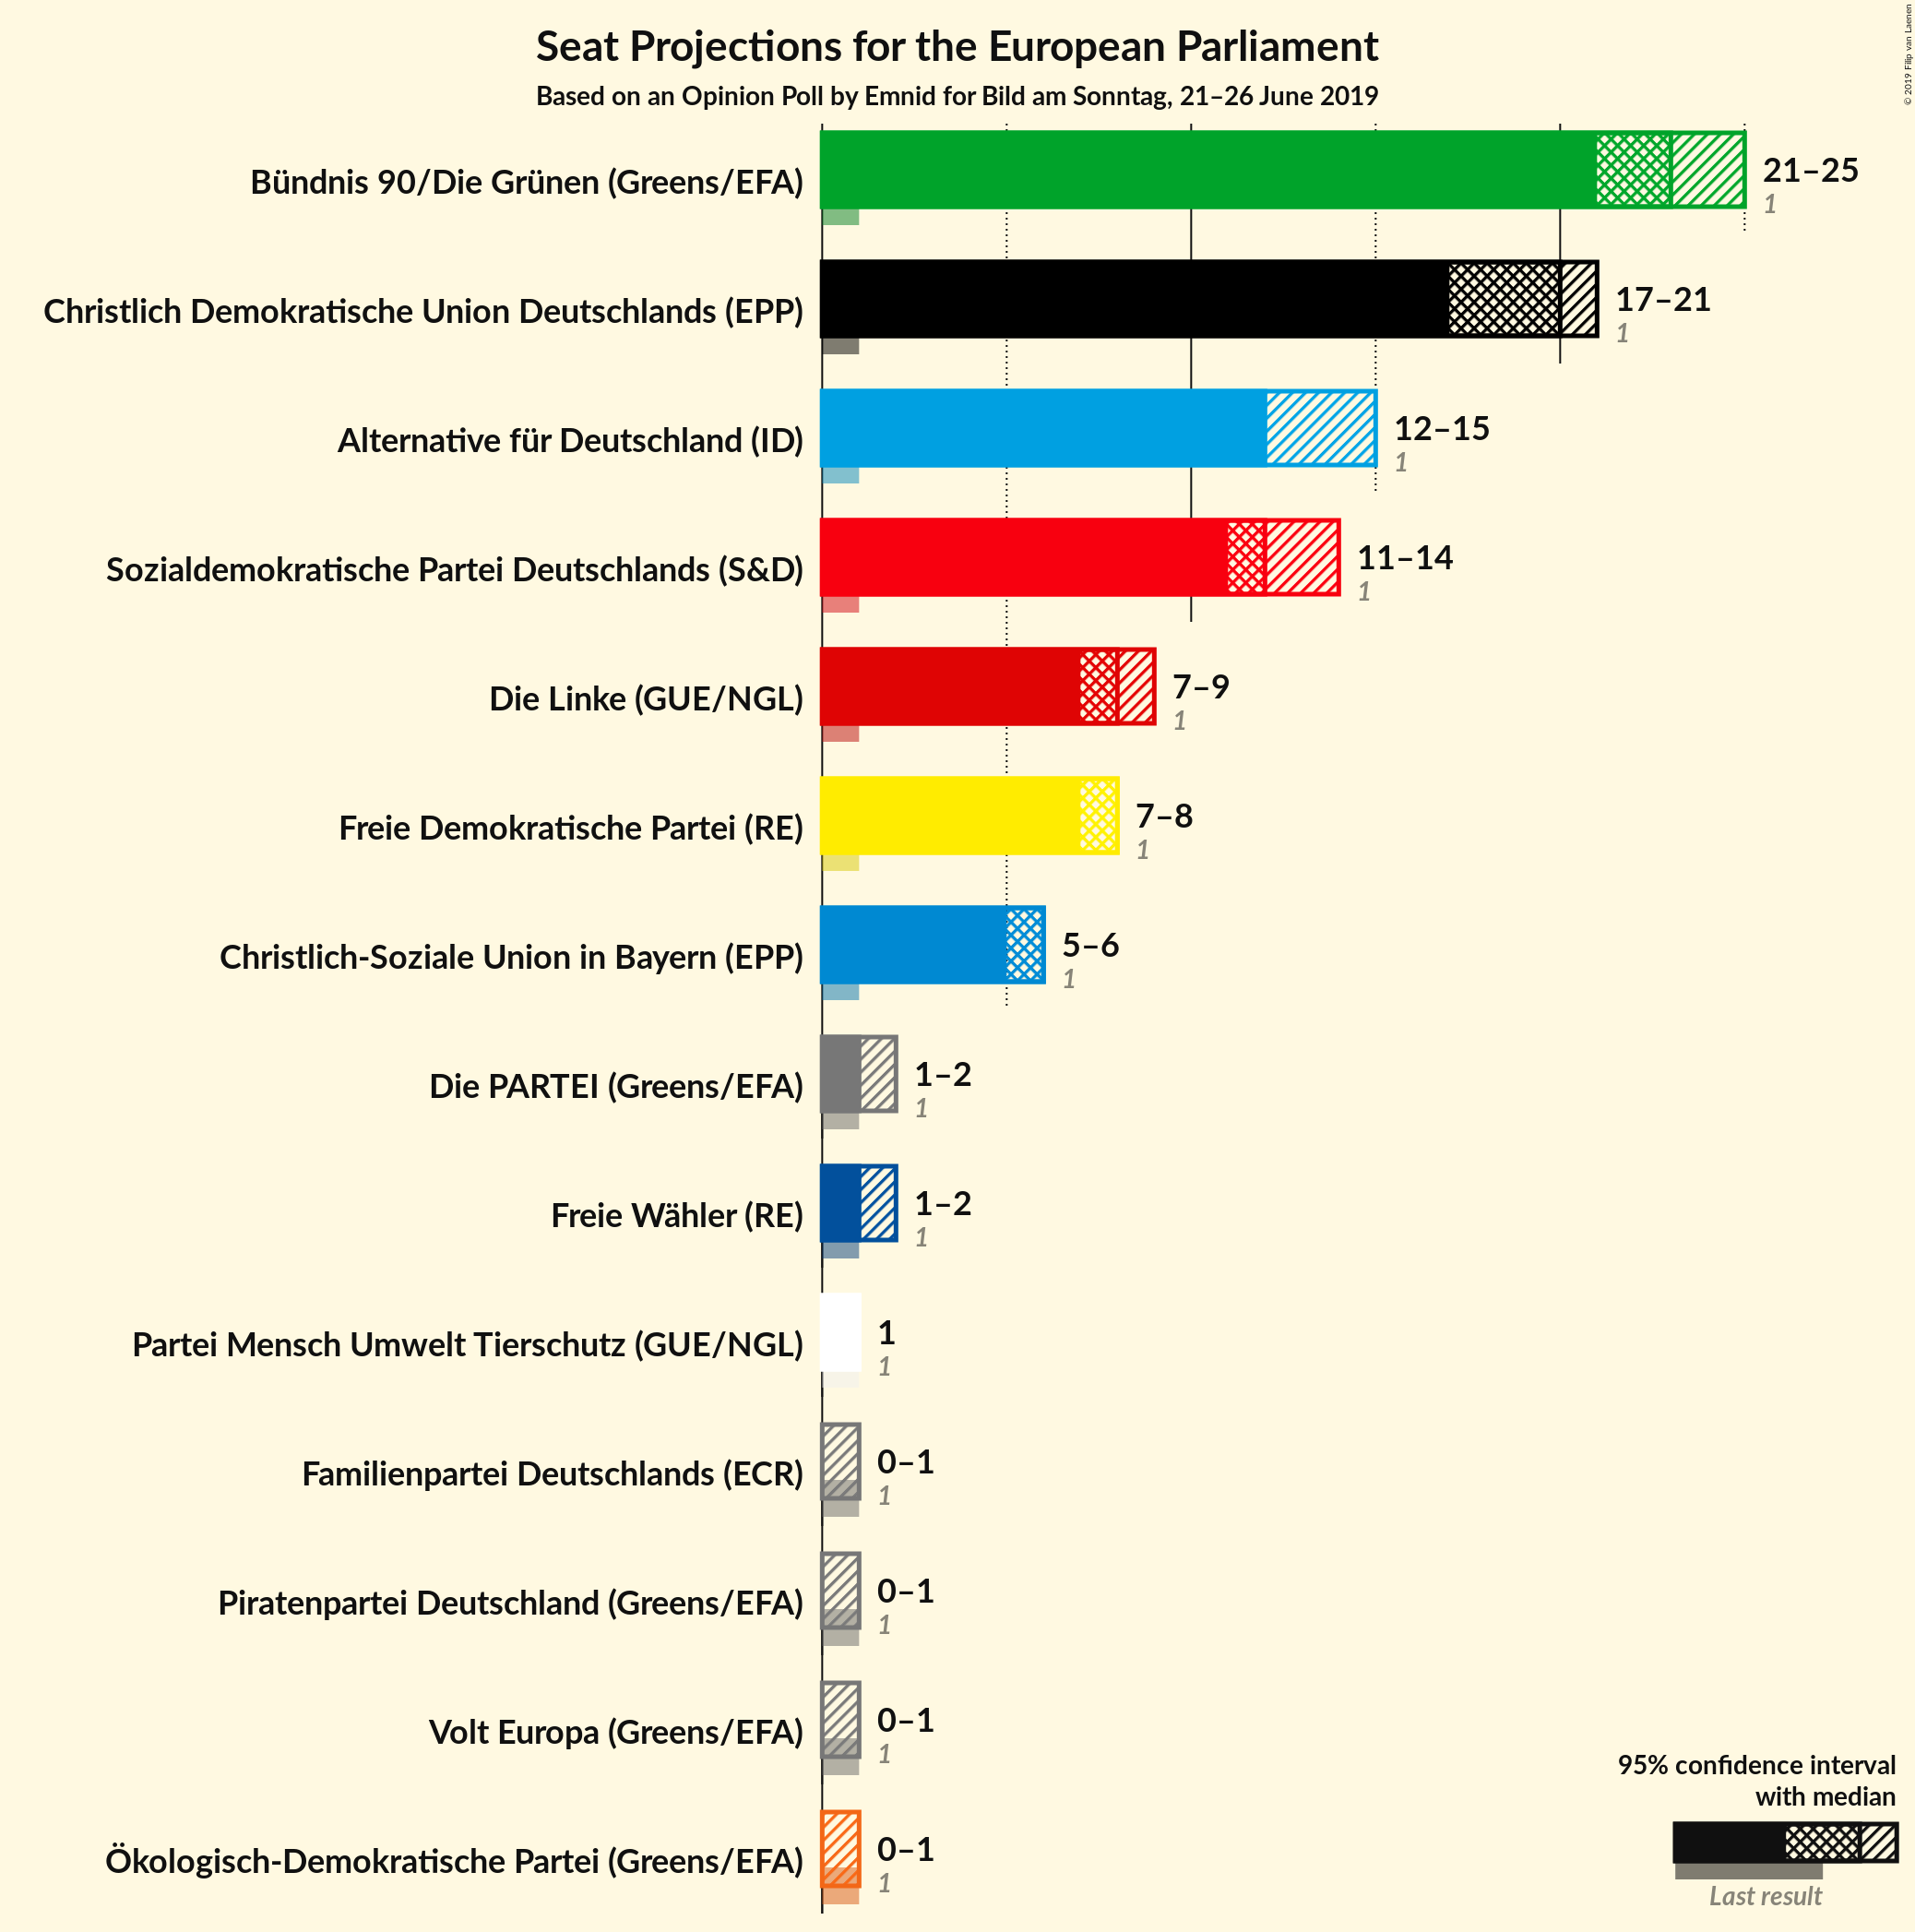 Seat Projections for the European Parliament
Based on an Opinion Poll by Emnid for Bild am Sonntag, 21–26 June 2019
© 2019 Filip van Laenen
Bündnis 90/Die Grünen (Greens/EFA)
21–25
1
Christlich Demokratische Union Deutschlands (EPP)
17–21
1
Alternative für Deutschland (ID)
12–15
1
Sozialdemokratische Partei Deutschlands (S&D)
11–14
1
Die Linke (GUE/NGL)
7–9
1
Freie Demokratische Partei (RE)
7–8
1
Christlich-Soziale Union in Bayern (EPP)
5–6
1
Die PARTEI (Greens/EFA)
1–2
1
Freie Wähler (RE)
1–2
1
Partei Mensch Umwelt Tierschutz (GUE/NGL)
1
1
Familienpartei Deutschlands (ECR)
0–1
1
Piratenpartei Deutschland (Greens/EFA)
0–1
1
Volt Europa (Greens/EFA)
0–1
1
Ökologisch-Demokratische Partei (Greens/EFA)
0–1
1
95% confidence interval
with median
Last result